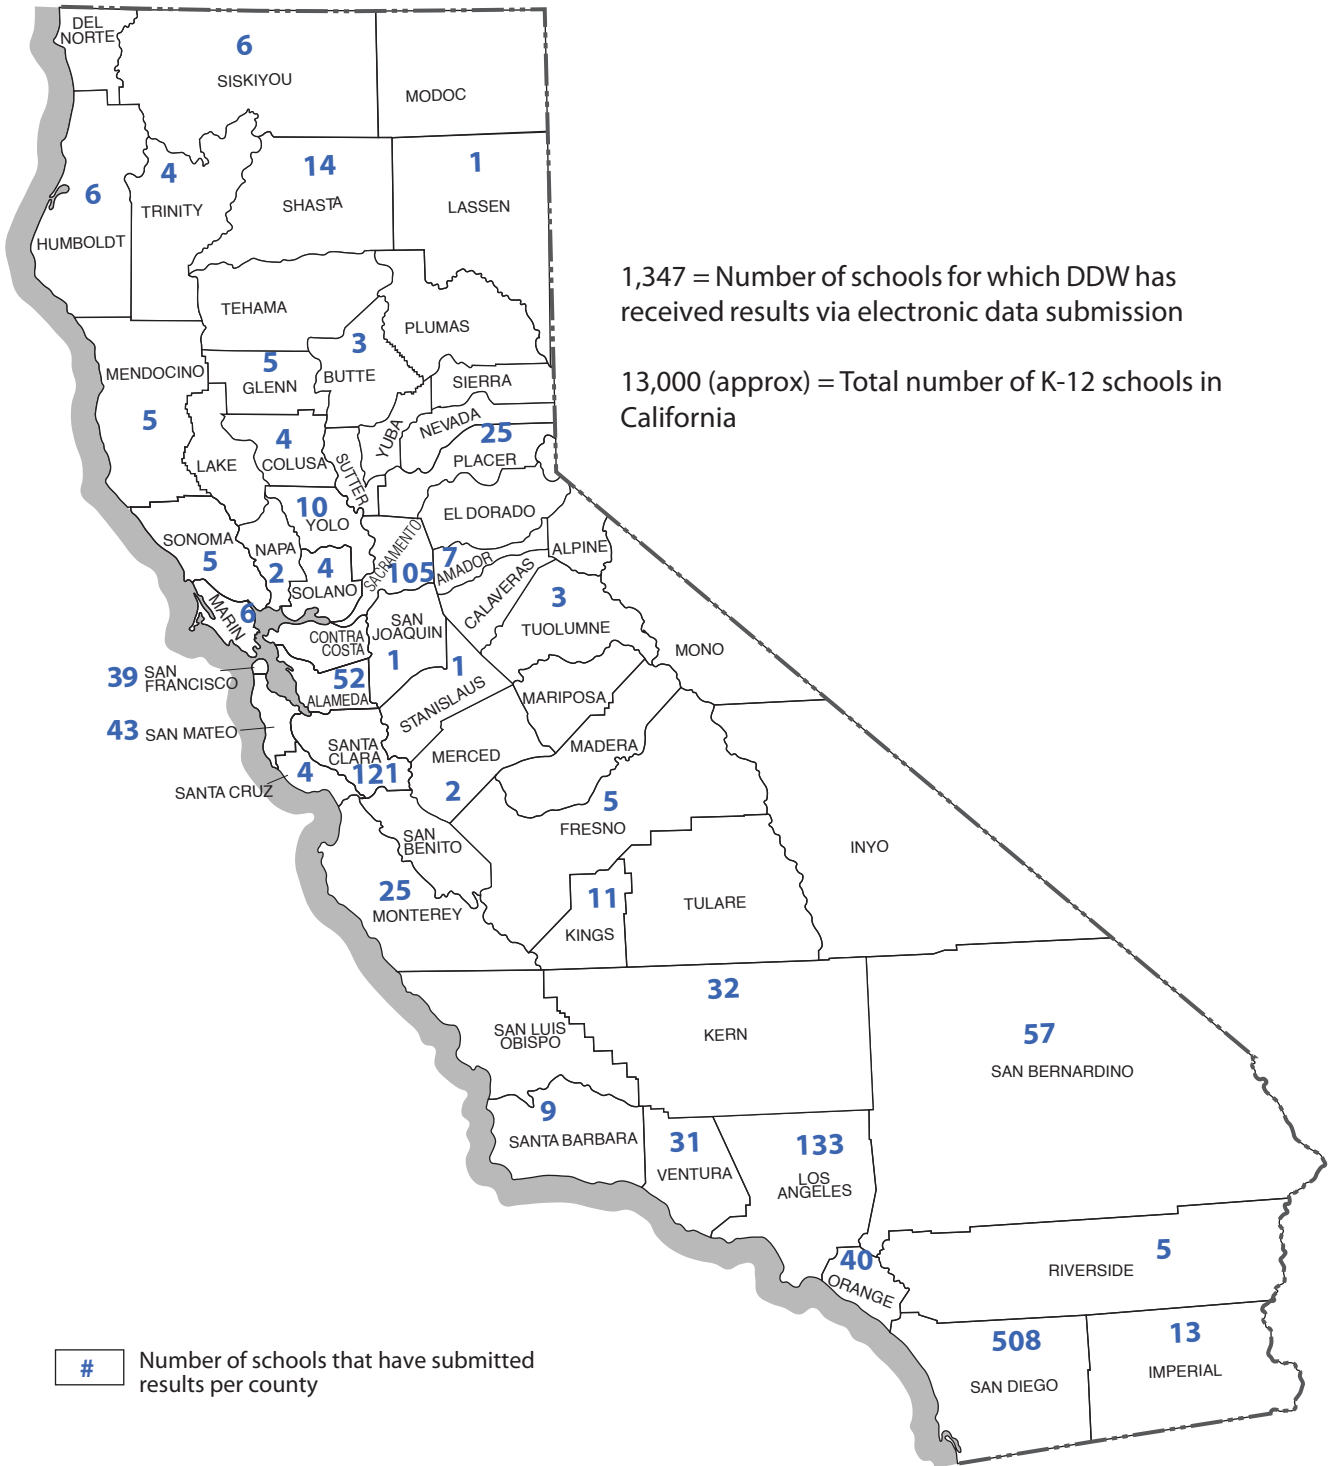 DEL
NORTE
6
SISKIYOU
MODOC
6
HUMBOLDT
4
TRINITY
14
SHASTA
1
LASSEN
1,347 = Number of schools for which DDW has
received results via electronic data submission
13,000 (approx) = Total number of K-12 schools in
California
TEHAMA
PLUMAS
3
BUTTE
5
GLENN
MENDOCINO
5
LAKE
4
COLUSA
SUTTER
YUBA
SIERRA
NEVADA
25
PLACER
EL DORADO
10
YOLO
SONOMA
5
NAPA
2
4
SOLANO
SACRAMENTO
105
7
AMADOR
ALPINE
CALAVERAS
3
TUOLUMNE
MONO
MARIN
6
CONTRA
COSTA
SAN
JOAQUIN
1
1
STANISLAUS
39
SAN
FRANCISCO
52
ALAMEDA
43
SAN MATEO
SANTA
CLARA
121
4
SANTA CRUZ
MARIPOSA
MERCED
2
MADERA
5
FRESNO
SAN
BENITO
25
MONTEREY
11
KINGS
TULARE
INYO
SAN LUIS
OBISPO
32
KERN
57
SAN BERNARDINO
9
SANTA BARBARA
31
VENTURA
133
LOS
ANGELES
40
ORANGE
5
RIVERSIDE
508
SAN DIEGO
13
IMPERIAL
#
Number of schools that have submitted
results per county